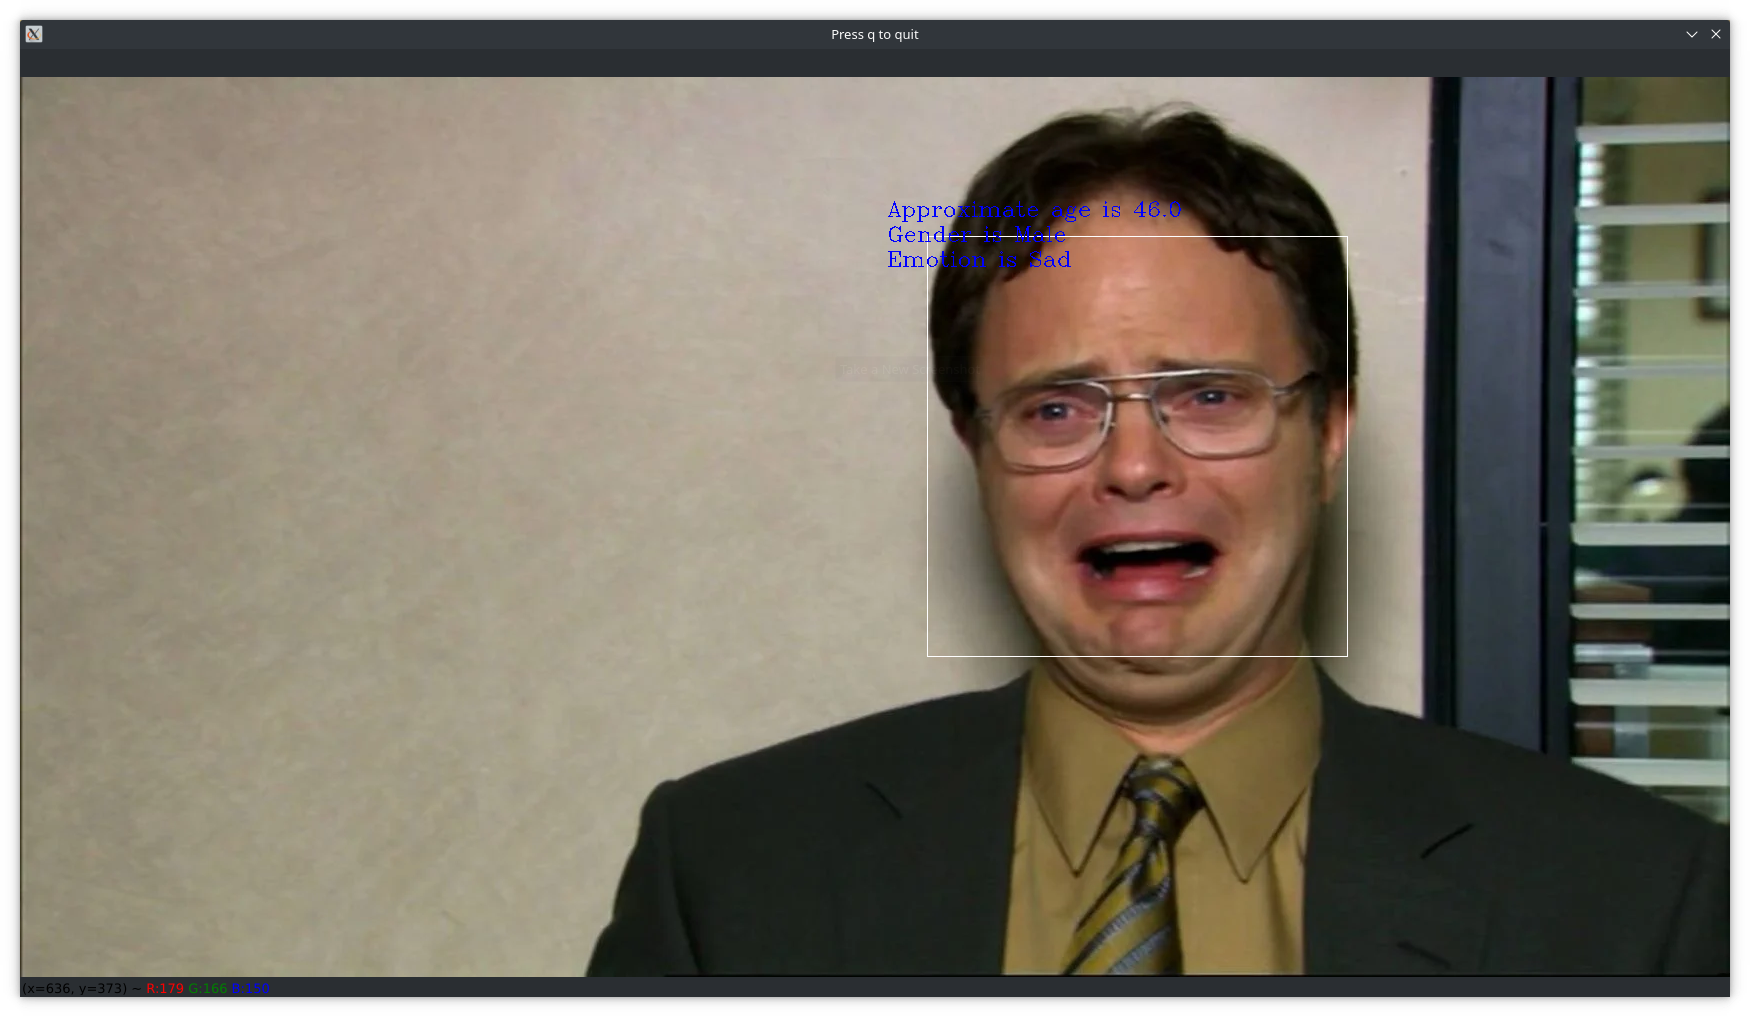 Press q to quit
Approximate age is 46.0
Gender is Male
Emotion is Sad
(x=636, y=373) ~ R:179 G:166 B:150